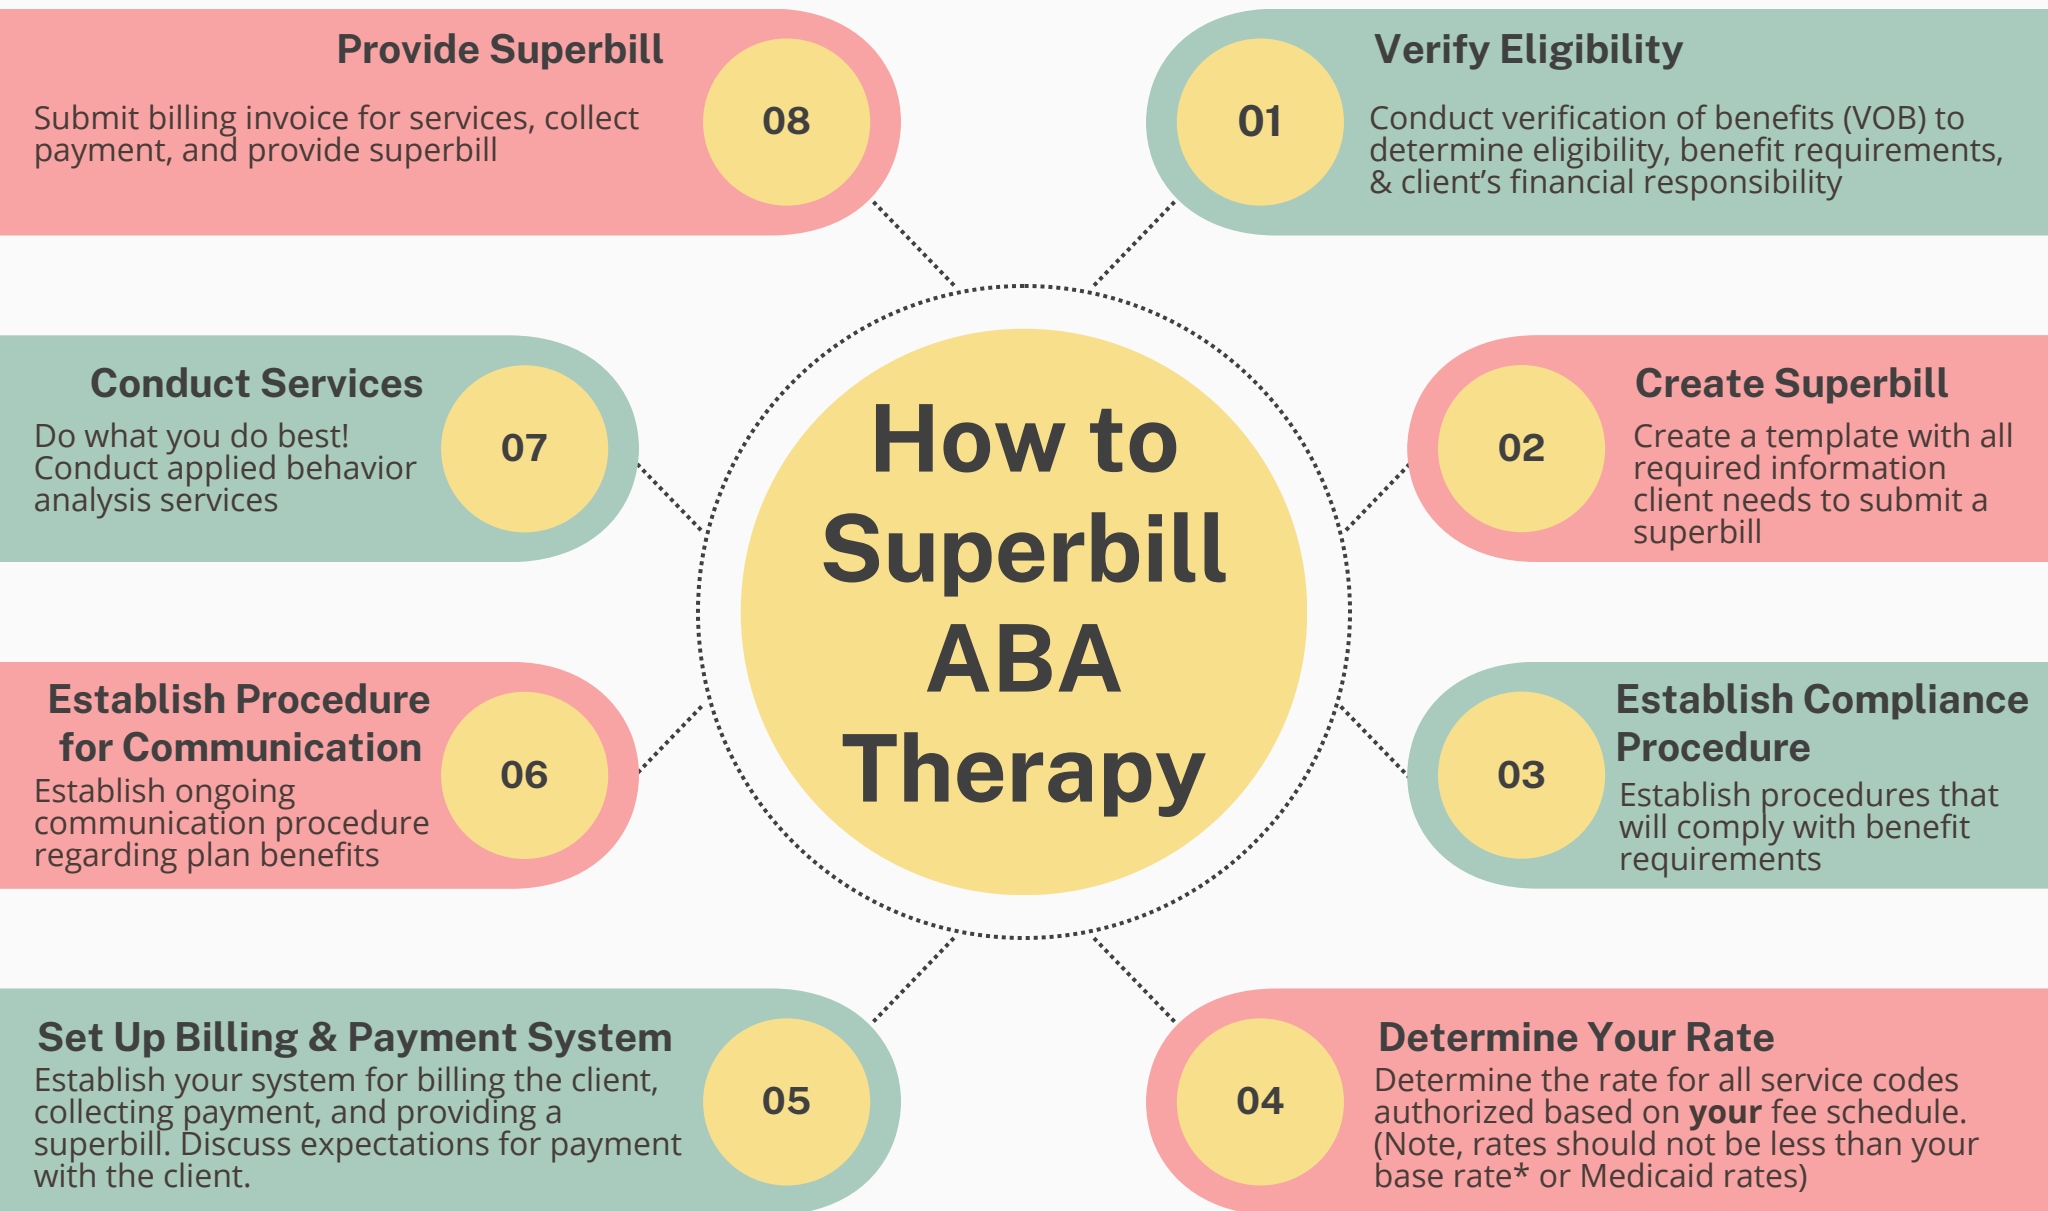 How to
Superbill
ABA
Therapy
01
Verify Eligibility
Conduct verification of benefits (VOB) to
determine eligibility, benefit requirements,
& client’s financial responsibility
02
Create Superbill
Create a template with all
required information
client needs to submit a
superbill
03
Establish Compliance
Procedure
Establish procedures that
will comply with benefit
requirements
04
Determine Your Rate
Determine the rate for all service codes
authorized based on your fee schedule.
(Note, rates should not be less than your
base rate* or Medicaid rates)
05
Set Up Billing & Payment System
Establish your system for billing the client,
collecting payment, and providing a
superbill. Discuss expectations for payment
with the client.
06
Establish Procedure
for Communication
Establish ongoing
communication procedure
regarding plan benefits
07
Conduct Services
Do what you do best!
Conduct applied behavior
analysis services
08
Provide Superbill
Submit billing invoice for services, collect
payment, and provide superbill